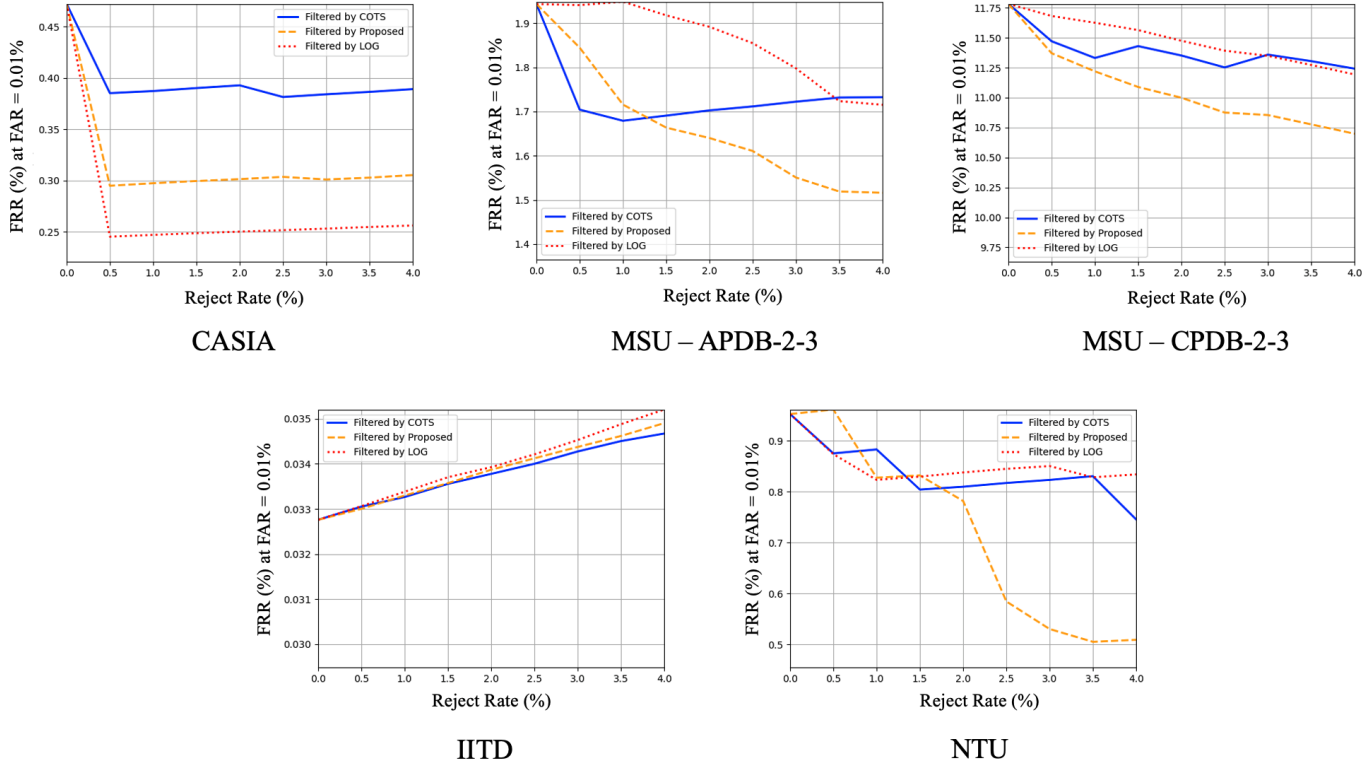 FRR (%) at FAR = 0.01%
0.45
0.40
0.35
0.30
0.25
Filtered by COTS
Filtered by Proposed
Filtered by LOG
0.0 0.5 1.0 1.5 2.0 2.5 3.0 3.5 4.0
Reject Rate (%)
CASIA
FRR (%) at FAR = 0.01%
1.9
1.8
1.7
1.6
1.5
1.4
Filtered by COTS
Filtered by Proposed
Filtered by LOG
0.0 0.5 1.0 1.5 2.0 2.5 3.0 3.5 4.0
Reject Rate (%)
MSU – APDB-2-3
FRR (%) at FAR = 0.01%
11.75
11.50
11.25
11.00
10.75
10.50
10.25
10.00
9.75
Filtered by COTS
Filtered by Proposed
Filtered by LOG
0.0 0.5 1.0 1.5 2.0 2.5 3.0 3.5 4.0
Reject Rate (%)
MSU – CPDB-2-3
FRR (%) at FAR = 0.01%
0.035
0.034
0.033
0.032
0.031
0.030
Filtered by COTS
Filtered by Proposed
Filtered by LOG
0.0 0.5 1.0 1.5 2.0 2.5 3.0 3.5 4.0
Reject Rate (%)
IITD
FRR (%) at FAR = 0.01%
0.9
0.8
0.7
0.6
0.5
Filtered by COTS
Filtered by Proposed
Filtered by LOG
0.0 0.5 1.0 1.5 2.0 2.5 3.0 3.5 4.0
Reject Rate (%)
NTU